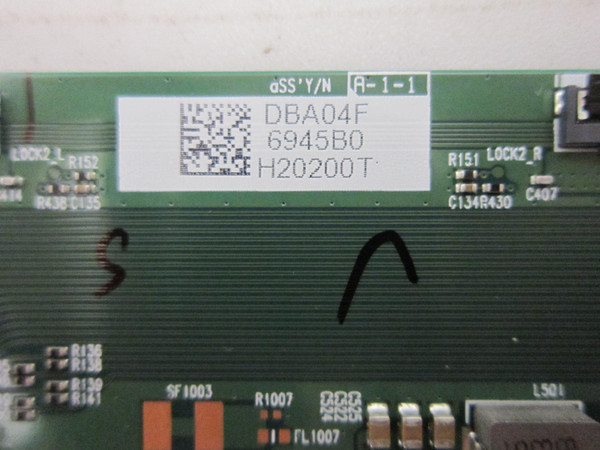 aSS'Y/N A-1-1
DBA04F
6945B0
H20200T
LOCK2_L
R152
R151
LOCK2_R
R438 C135
C134 R430
C407
S
R136
R138
R139
R141
SF1003
R1007
L501